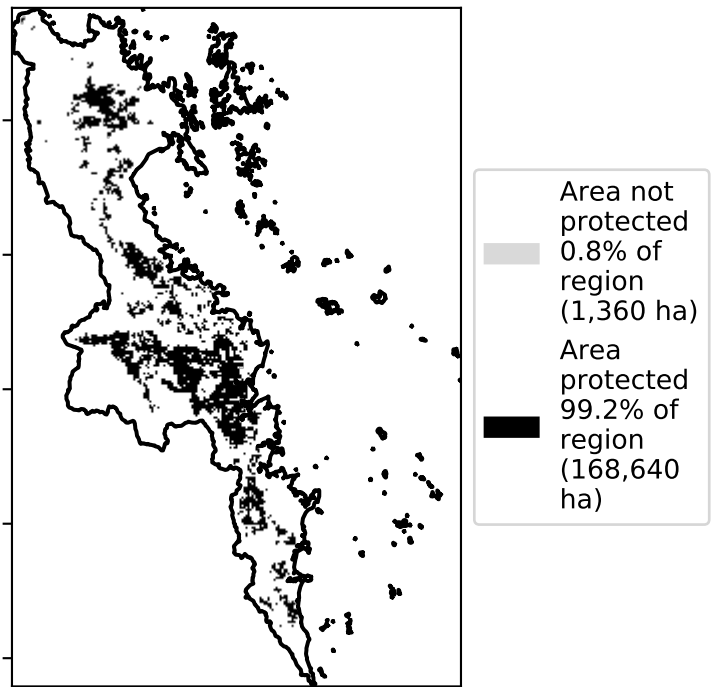 Area not
protected
0.8% of
region
(1,360 ha)
Area
protected
99.2% of
region
(168,640
ha)